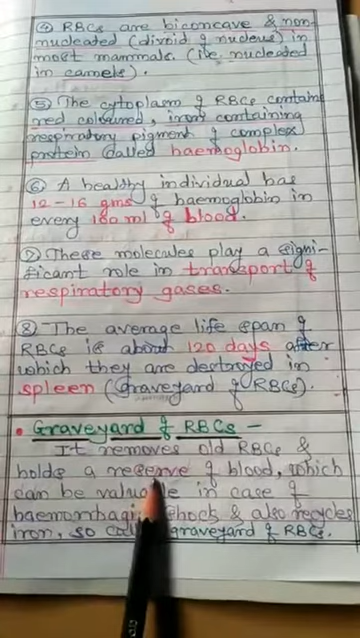 ④ RBCs are biconcave & non-
nucleated (divoid of nucleus) in
most mammals. (i.e. nucleated
in camels).
⑤ The cytoplasm of RBCs contains
red coloured, iron containing
respiratory pigment of complex
protein called haemoglobin.
⑥ A healthy individual has
12-16 gms of haemoglobin in
every 100 ml of blood.
⑦ These molecules play a signi-
ficant role in transport of
respiratory gases.
⑧ The average life span of
RBCs is about 120 days after
which they are destroyed in
spleen (Graveyard of RBCs).
• Graveyard of RBCs -
It removes old RBCs &
holds a reserve of blood, which
can be valuable in case of
shock & also recycles
iron, so graveyard of RBCs.